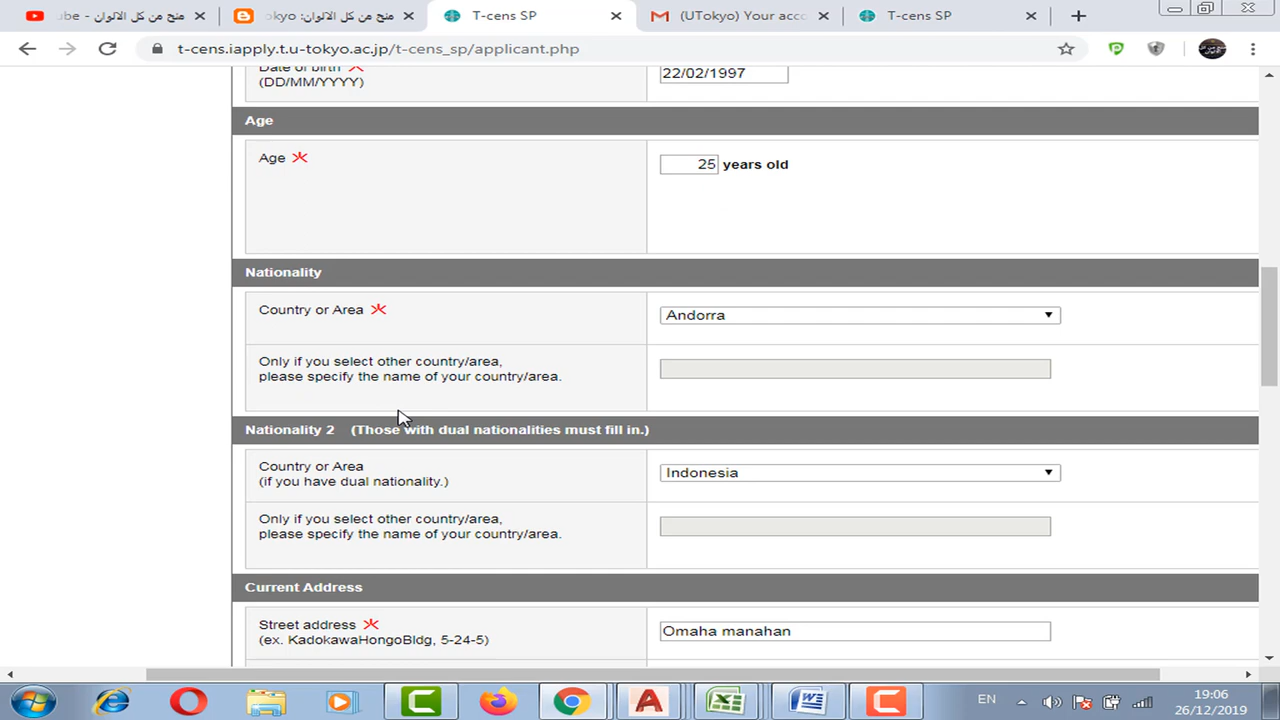 ube - منح من كل الالوان
okyo :منح من كل الالوان
T-cens SP
(UTokyo) Your acco
T-cens SP
t-cens.iapply.t.u-tokyo.ac.jp/t-cens_sp/applicant.php
Date of birth
(DD/MM/YYYY)
22/02/1997
Age
Age
25 years old
Nationality
Country or Area
Andorra
Only if you select other country/area,
please specify the name of your country/area.
Nationality 2 (Those with dual nationalities must fill in.)
Country or Area
(if you have dual nationality.)
Indonesia
Only if you select other country/area,
please specify the name of your country/area.
Current Address
Street address
(ex. KadokawaHongoBldg, 5-24-5)
Omaha manahan
EN
19:06
26/12/2019